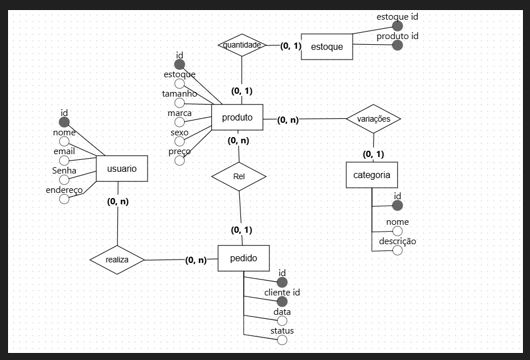 estoque id
quantidade
(0, 1)
estoque
produto id
id
estoque
tamanho
marca
sexo
preço
(0, 1)
produto
(0, n)
variações
(0, n)
(0, 1)
id
nome
email
Senha
endereço
usuario
Rel
categoria
id
nome
descrição
(0, n)
(0, 1)
realiza
(0, n)
pedido
id
cliente id
data
status